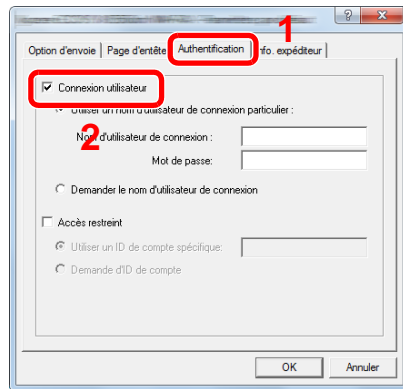 1
Option d'envoie Page d'entête Authentification Info. expéditeur
Connexion utilisateur
Utiliser un nom d'utilisateur de connexion particulier :
2
Nom d'utilisateur de connexion :
Mot de passe:
Demander le nom d'utilisateur de connexion
Accès restreint
Utiliser un ID de compte spécifique:
Demande d'ID de compte
OK Annuler